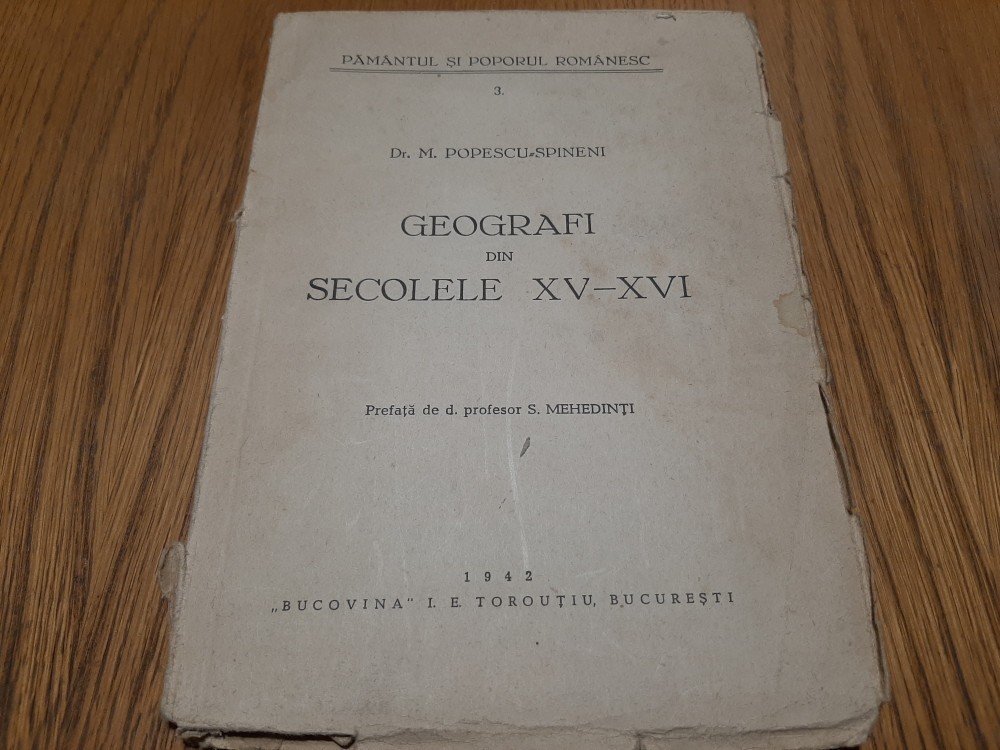 PĂMÂNTUL ȘI POPORUL ROMÂNESC
3.
Dr. M. POPESCU-SPINENI
GEOGRAFI
DIN
SECOLELE XV—XVI
Prefață de d. profesor S. MEHEDINȚI
1942
„BUCOVINA" I. E. TOROUȚIU, BUCUREȘTI